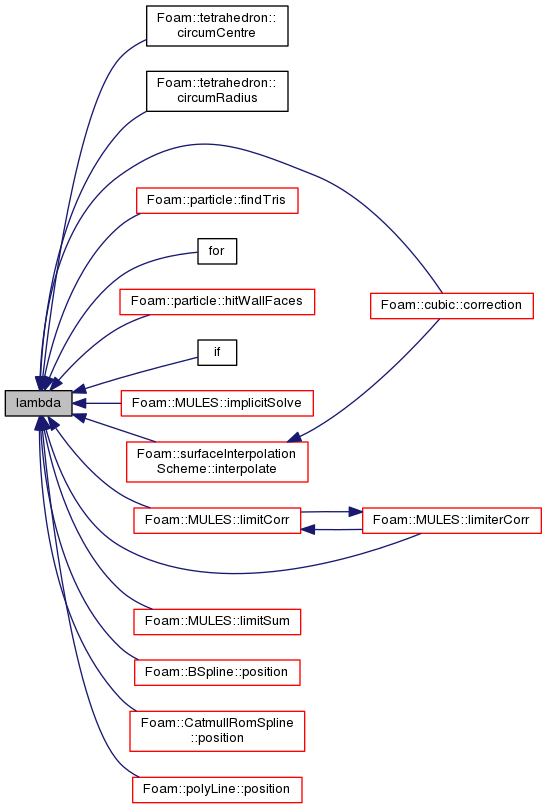 Foam::tetrahedron::
circumCentre
Foam::tetrahedron::
circumRadius
Foam::particle::findTris
for
Foam::particle::hitWallFaces
Foam::cubic::correction
if
lambda
Foam::MULES::implicitSolve
Foam::surfaceInterpolation
Scheme::interpolate
Foam::MULES::limitCorr
Foam::MULES::limiterCorr
Foam::MULES::limitSum
Foam::BSpline::position
Foam::CatmullRomSpline
::position
Foam::polyLine::position